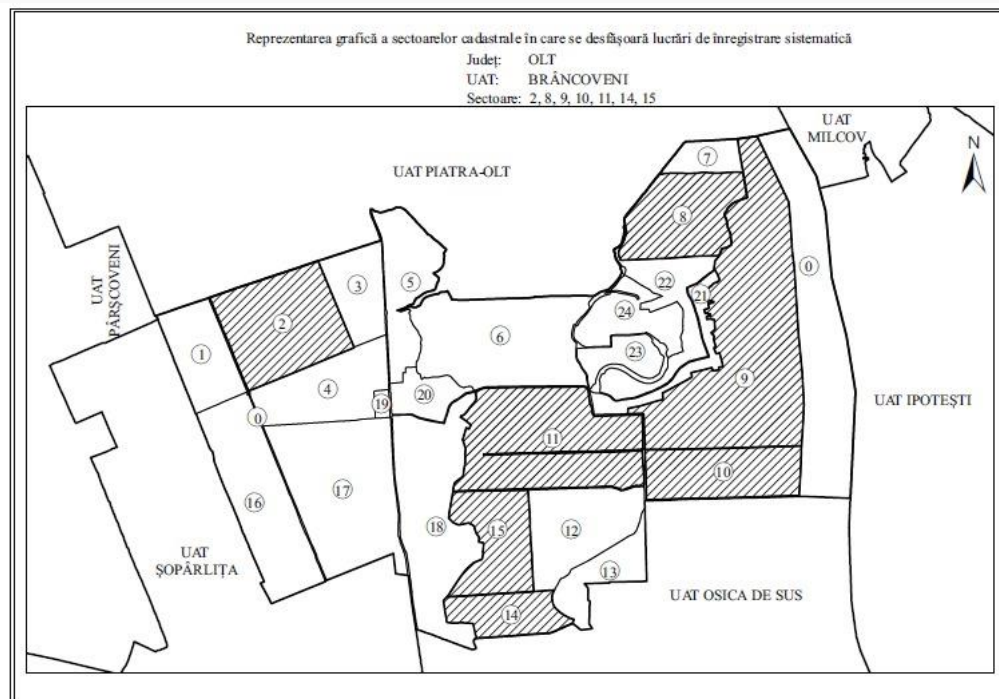 Reprezentarea grafică a sectoarelor cadastrale în care se desfășoară lucrări de înregistrare sistematică
Județ: OLT
UAT: BRÂNCOVENI
Sectoare: 2, 8, 9, 10, 11, 14, 15
UAT
MILCOV
N
UAT PIATRA-OLT
7
8
0
UAT
PÂRȘCOVENI
3
5
22
21
2
24
6
1
23
9
4
20
19
UAT IPOTEȘTI
0
11
10
16
17
18
15
12
UAT
ȘOPÂRLIȚA
13
UAT OSICA DE SUS
14